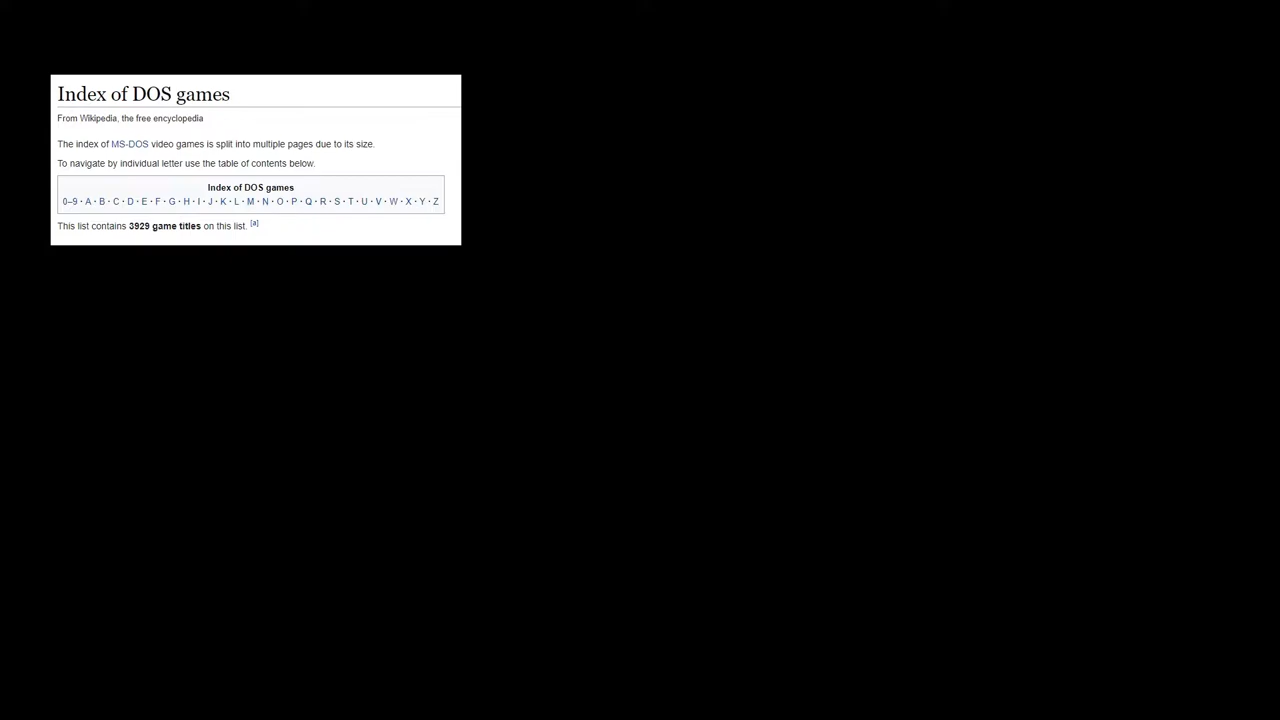 Index of DOS games
From Wikipedia, the free encyclopedia
The index of MS-DOS video games is split into multiple pages due to its size.
To navigate by individual letter use the table of contents below.
Index of DOS games
0–9 · A · B · C · D · E · F · G · H · I · J · K · L · M · N · O · P · Q · R · S · T · U · V · W · X · Y · Z
This list contains 3929 game titles on this list. [a]